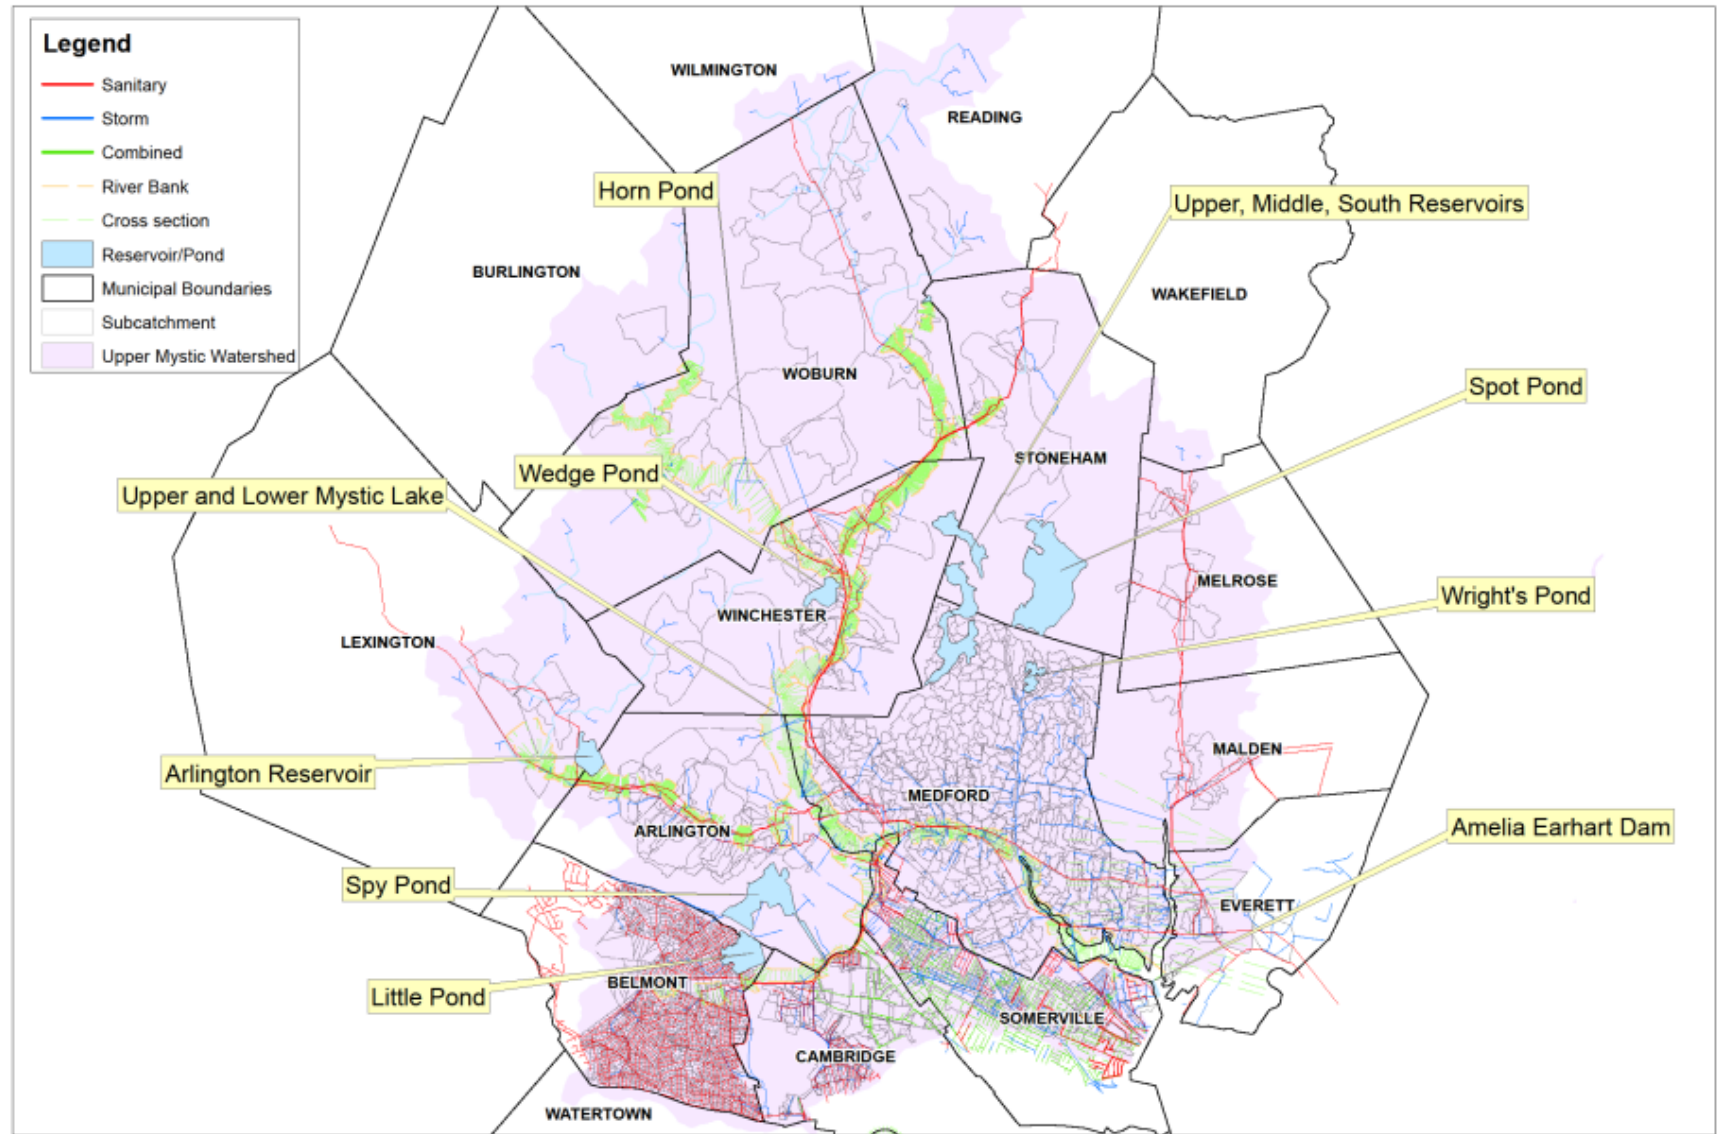 Legend
Sanitary
Storm
Combined
River Bank
Cross section
Reservoir/Pond
Municipal Boundaries
Subcatchment
Upper Mystic Watershed
WILMINGTON
READING
Horn Pond
Upper, Middle, South Reservoirs
BURLINGTON
WAKEFIELD
WOBURN
Spot Pond
STONEHAM
Wedge Pond
Upper and Lower Mystic Lake
MELROSE
Wright's Pond
WINCHESTER
LEXINGTON
MALDEN
Arlington Reservoir
MEDFORD
ARLINGTON
Amelia Earhart Dam
Spy Pond
EVERETT
BELMONT
Little Pond
SOMERVILLE
CAMBRIDGE
WATERTOWN